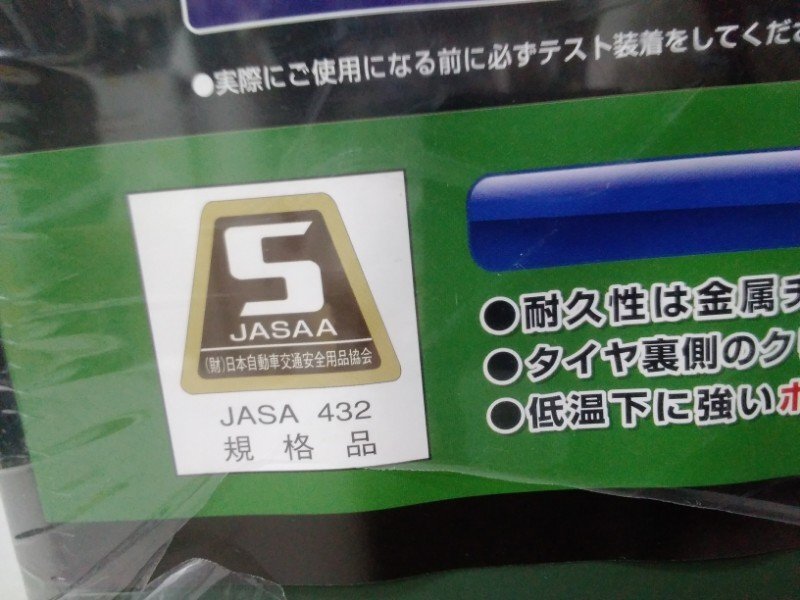 ●実際にご使用になる前に必ずテスト装着をしてくださ
S
JASAA
(財)日本自動車交通安全用品協会
JASA 432
規格品
●耐久性は金属チ
●タイヤ裏側のク
●低温下に強いポ